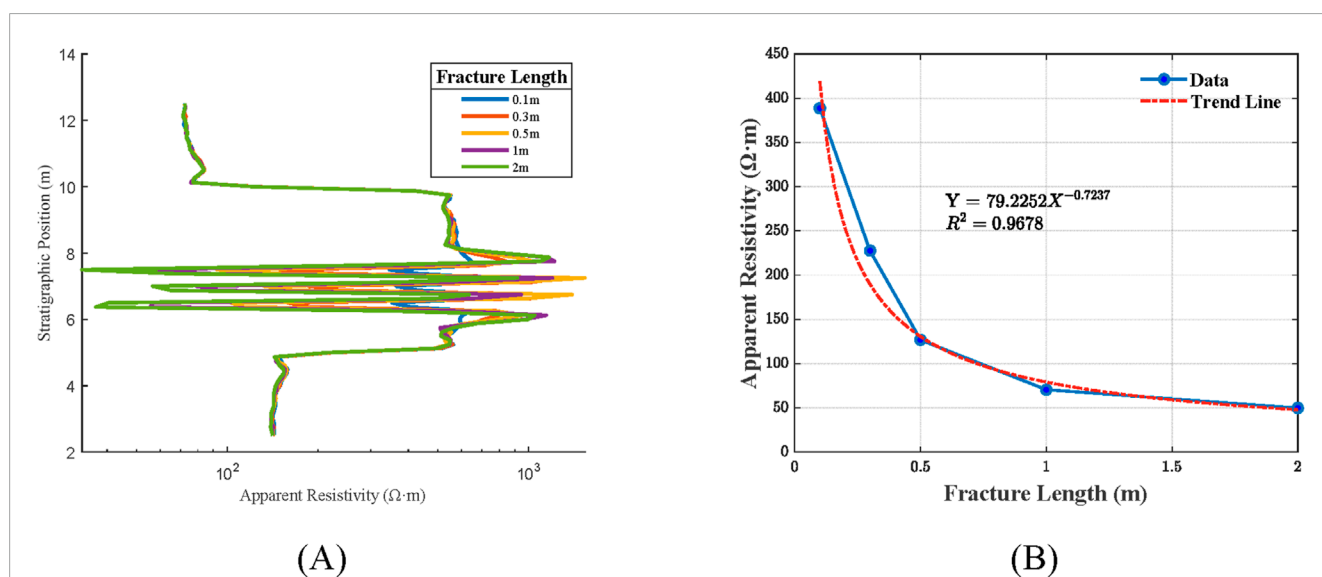 14
12
10
8
6
4
2
Stratigraphic Position (m)
10²
10³
Apparent Resistivity (Ω·m)
Fracture Length
0.1m
0.3m
0.5m
1m
2m
(A)
450
400
350
300
250
200
150
100
50
0
Apparent Resistivity (Ω·m)
0
0.5
1
1.5
2
Fracture Length (m)
Data
Trend Line
Y = 79.2252X⁻⁰·⁷²³⁷
R² = 0.9678
(B)